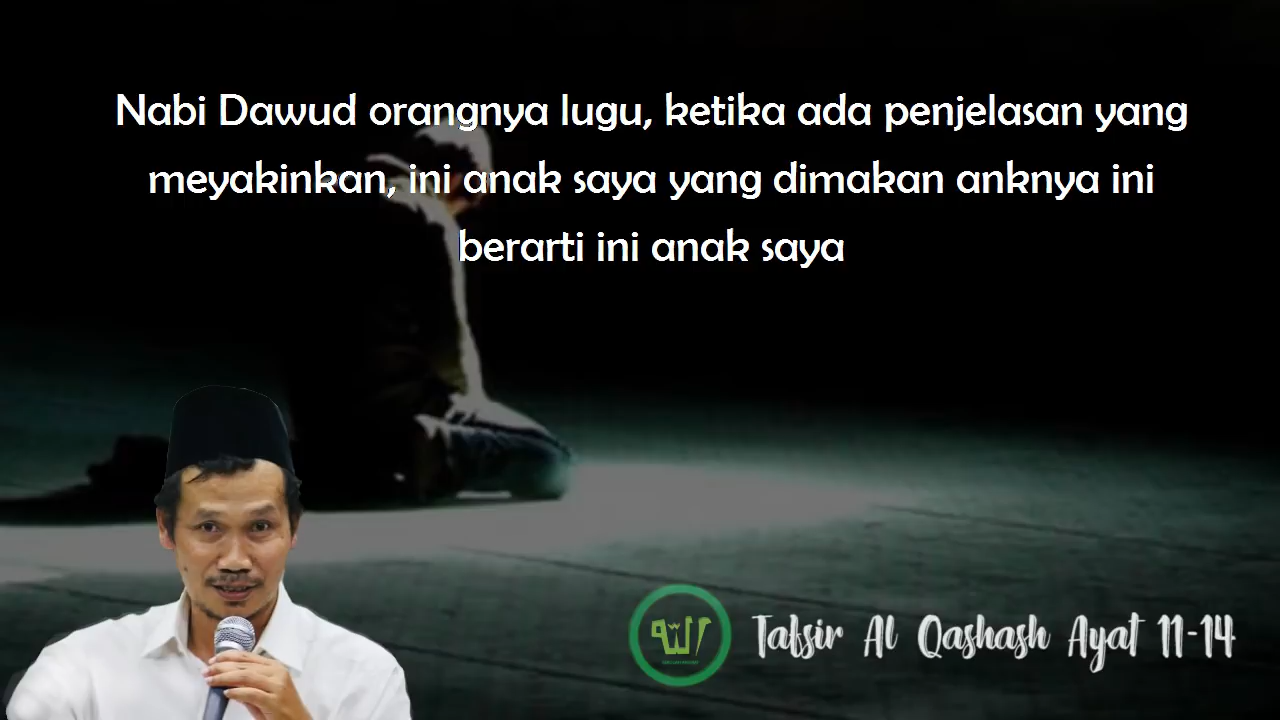 Nabi Dawud orangnya lugu, ketika ada penjelasan yang
meyakinkan, ini anak saya yang dimakan anknya ini
berarti ini anak saya
Tafsir Al Qashash Ayat 11-14